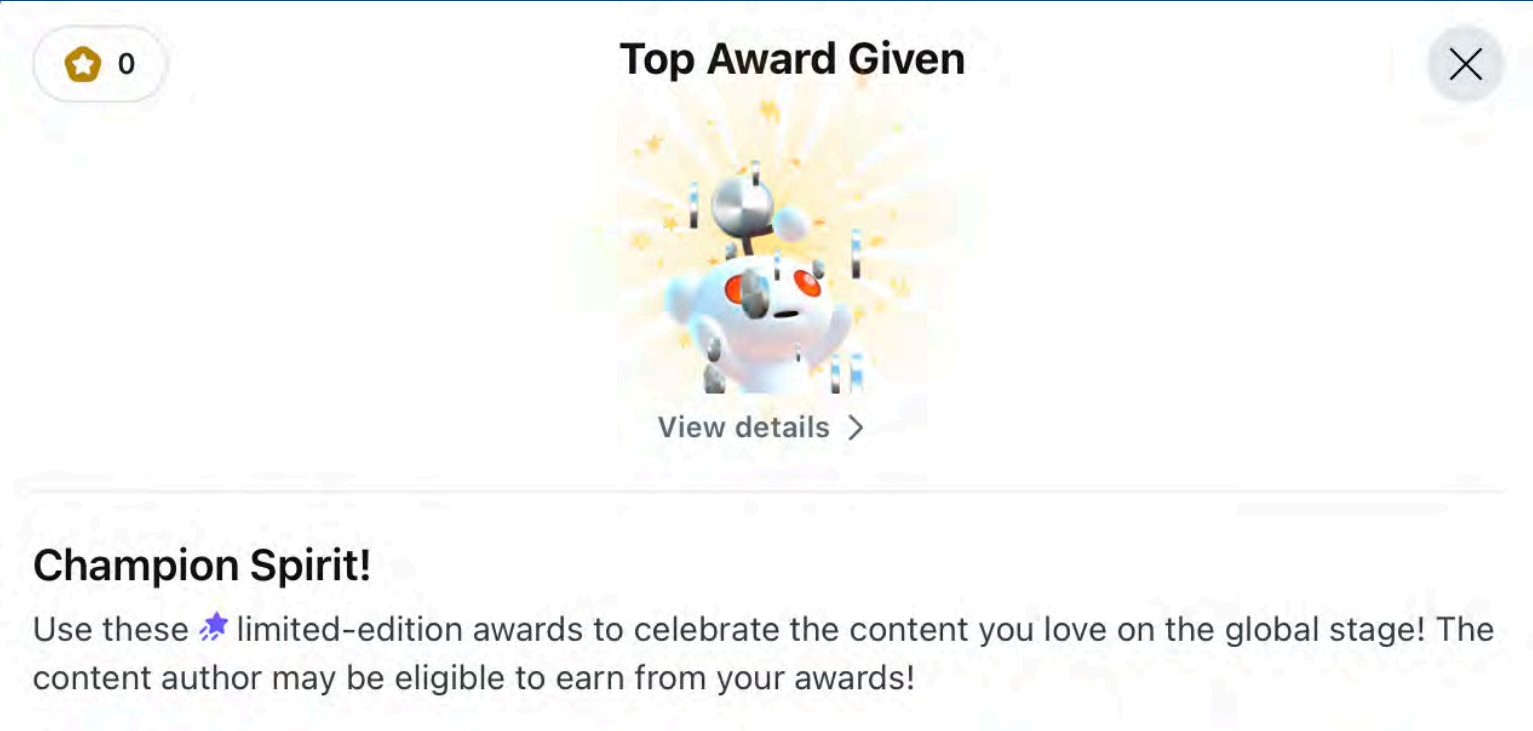 0
Top Award Given
View details
Champion Spirit!
Use these limited-edition awards to celebrate the content you love on the global stage! The
content author may be eligible to earn from your awards!